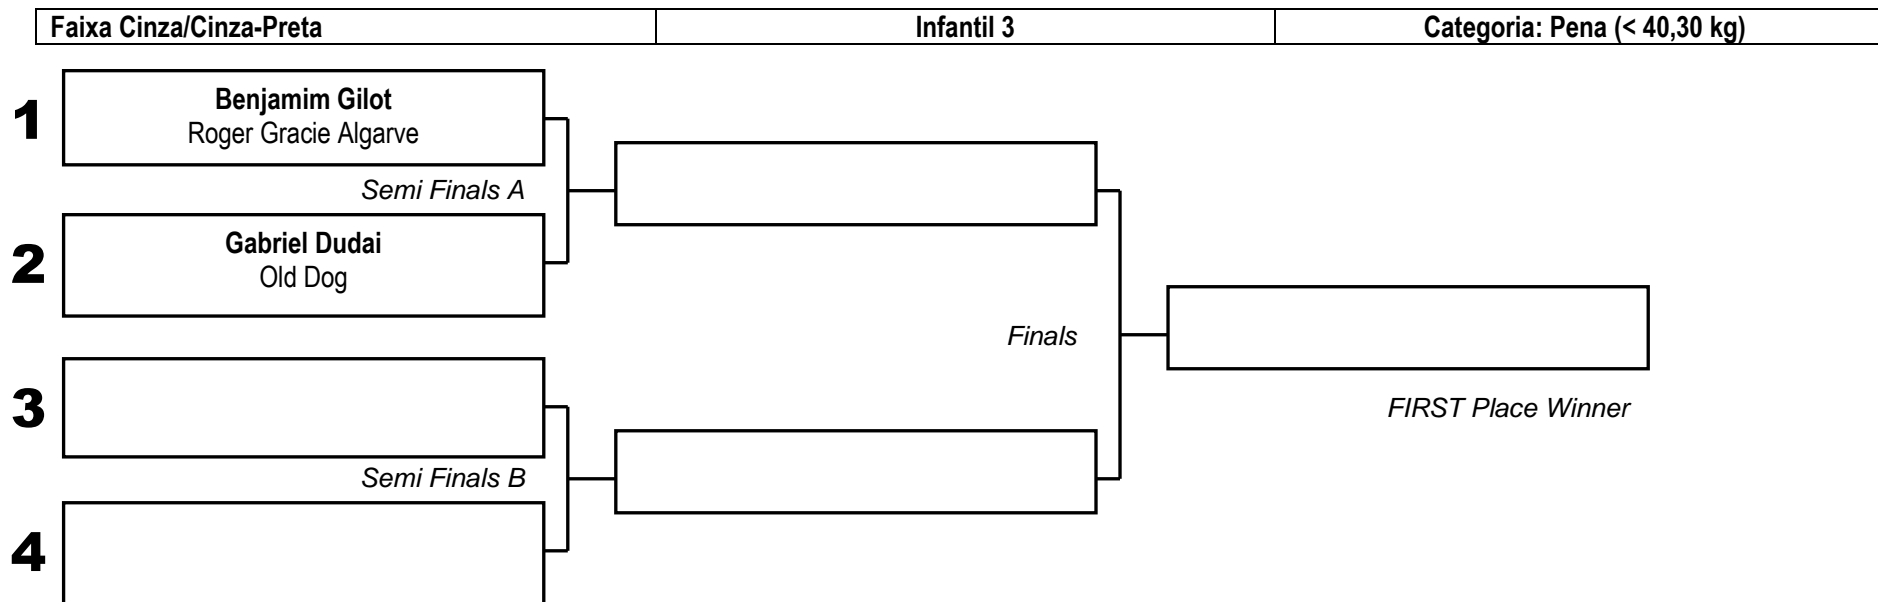 Faixa Cinza/Cinza-Preta Infantil 3 Categoria: Pena (< 40,30 kg)
1
Benjamim Gilot
Roger Gracie Algarve
Semi Finals A
2
Gabriel Dudai
Old Dog
Finals
3
FIRST Place Winner
Semi Finals B
4